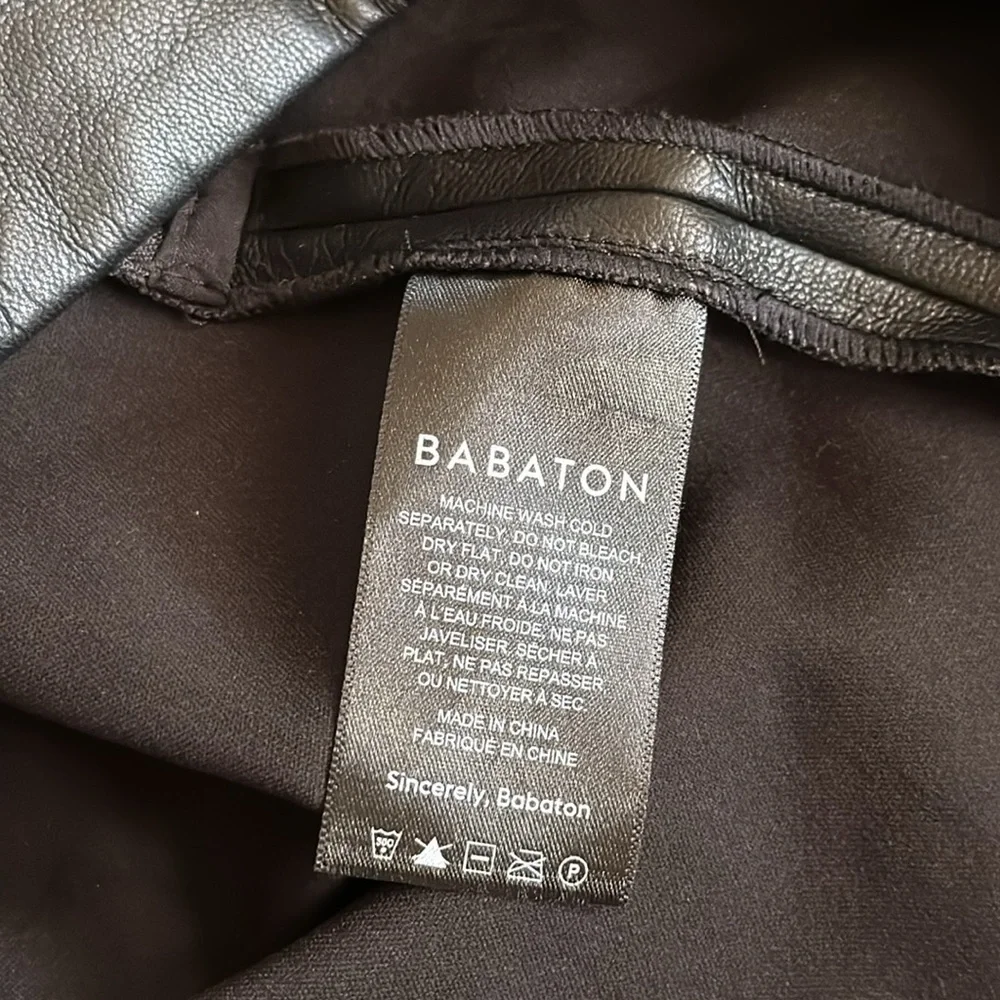 BABATON
MACHINE WASH COLD
SEPARATELY. DO NOT BLEACH.
DRY FLAT. DO NOT IRON
OR DRY CLEAN. LAVER
SÉPARÉMENT À LA MACHINE
À L'EAU FROIDE. NE PAS
JAVELISER. SÉCHER À
PLAT. NE PAS REPASSER
OU NETTOYER À SEC
MADE IN CHINA
FABRIQUÉ EN CHINE
Sincerely, Babaton
P